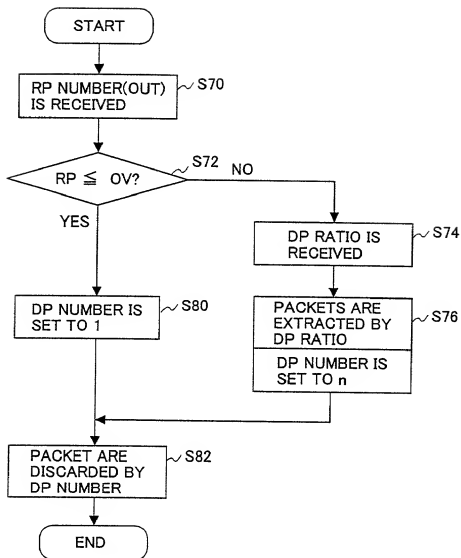 START
RP NUMBER(OUT)
IS RECEIVED
S70
RP ≦ OV?
S72
NO
YES
DP RATIO IS
RECEIVED
S74
DP NUMBER IS
SET TO 1
S80
PACKETS ARE
EXTRACTED BY
DP RATIO
S76
DP NUMBER IS
SET TO n
PACKET ARE
DISCARDED BY
DP NUMBER
S82
END